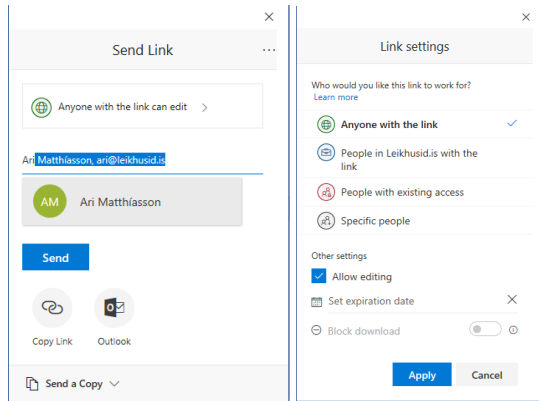 Send Link
Anyone with the link can edit
Ari Matthíasson, ari@leikhusid.is
AM
Ari Matthíasson
Send
Copy Link
Outlook
Send a Copy
Link settings
Who would you like this link to work for?
Learn more
Anyone with the link
People in Leikhusid.is with the
link
People with existing access
Specific people
Other settings
Allow editing
Set expiration date
Block download
Apply
Cancel